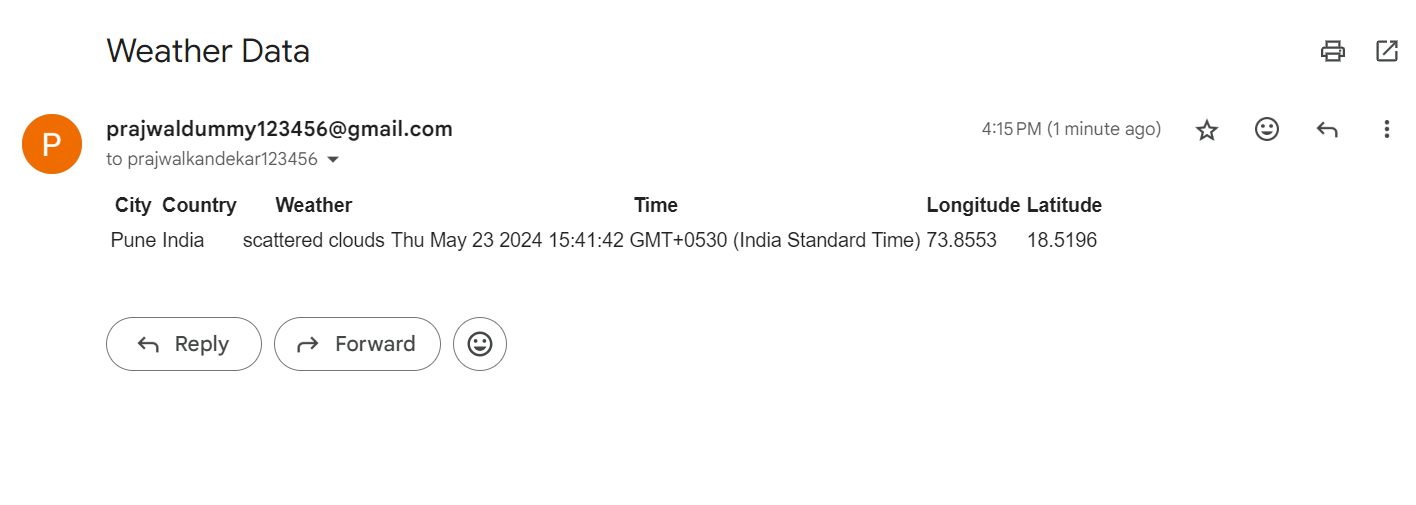 Weather Data
P
prajwaldummy123456@gmail.com
4:15 PM (1 minute ago)
to prajwalkandekar123456
City Country Weather Time Longitude Latitude
Pune India scattered clouds Thu May 23 2024 15:41:42 GMT+0530 (India Standard Time) 73.8553 18.5196
Reply Forward